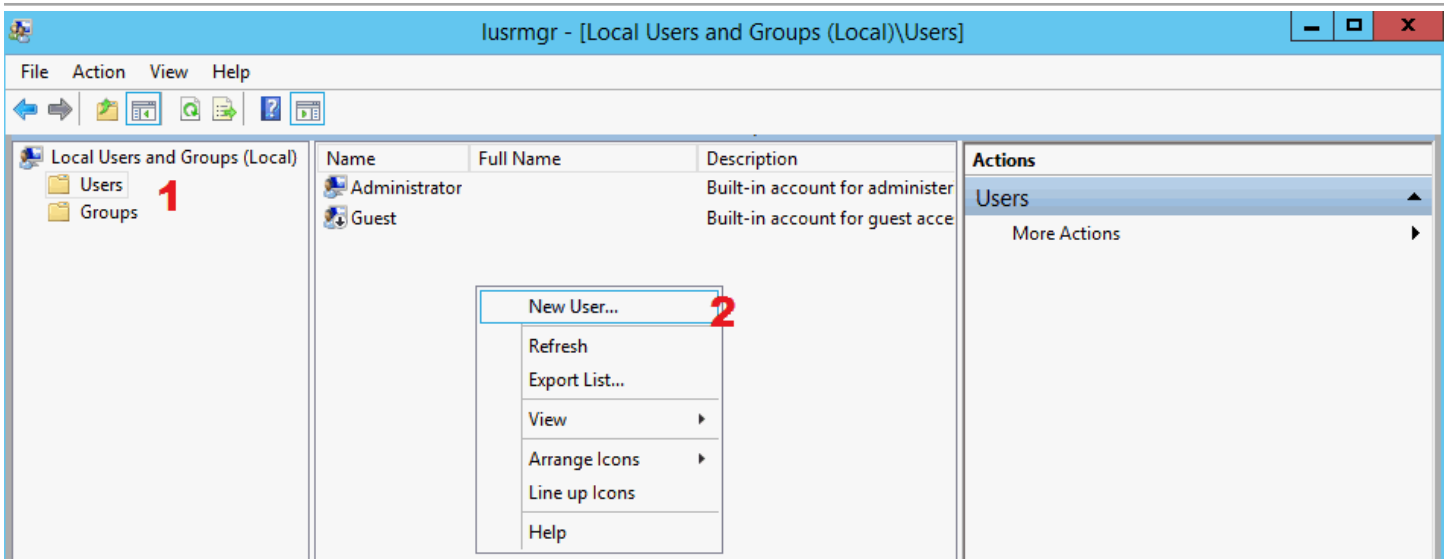 lusrmgr - [Local Users and Groups (Local)\Users]
File Action View Help
Local Users and Groups (Local)
Users
Groups
1
Name Full Name Description
Administrator Built-in account for administer
Guest Built-in account for guest acce
New User...
2
Refresh
Export List...
View
Arrange Icons
Line up Icons
Help
Actions
Users
More Actions